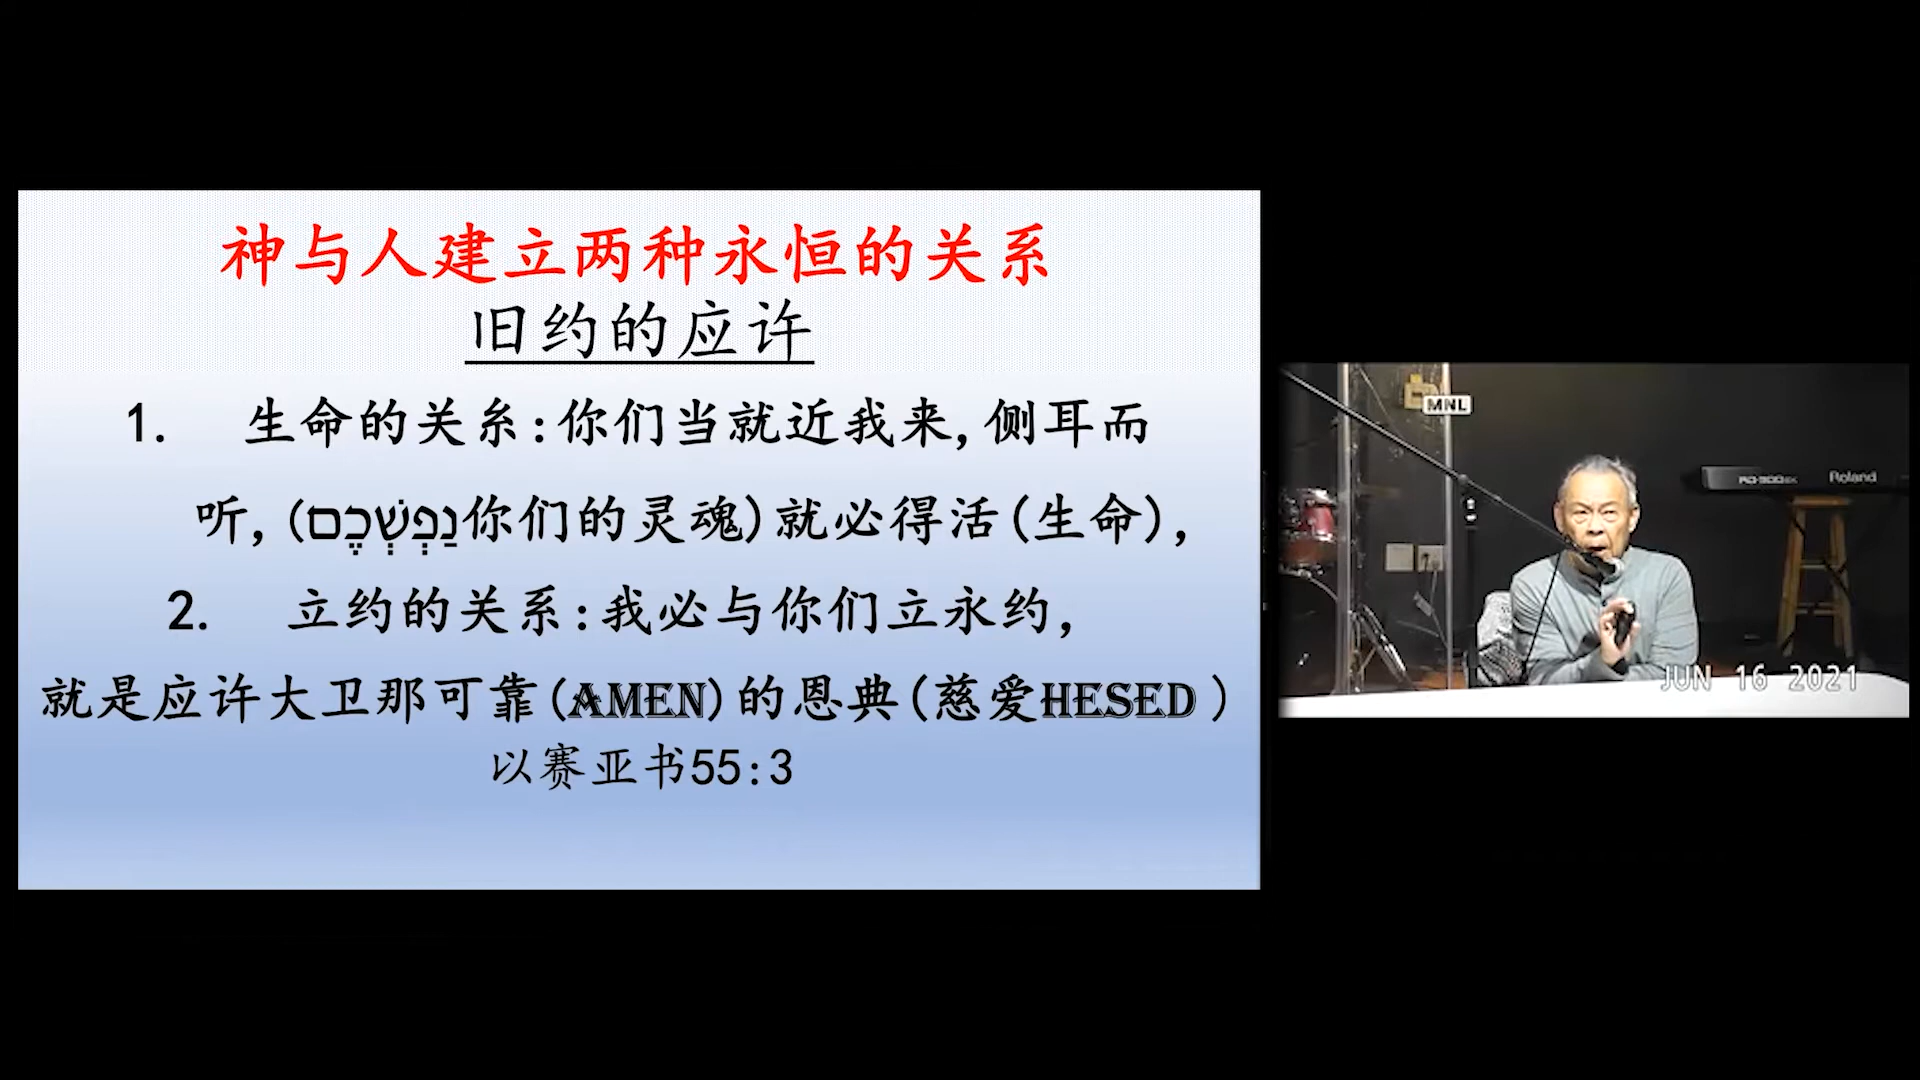 神与人建立两种永恒的关系
旧约的应许
1. 生命的关系:你们当就近我来,侧耳而
听,(נַפְשְׁכֶם你们的灵魂)就必得活(生命),
2. 立约的关系:我必与你们立永约,
就是应许大卫那可靠(AMEN)的恩典(慈爱HESED)
以赛亚书55:3
MNL
Roland
JUN 16 2021